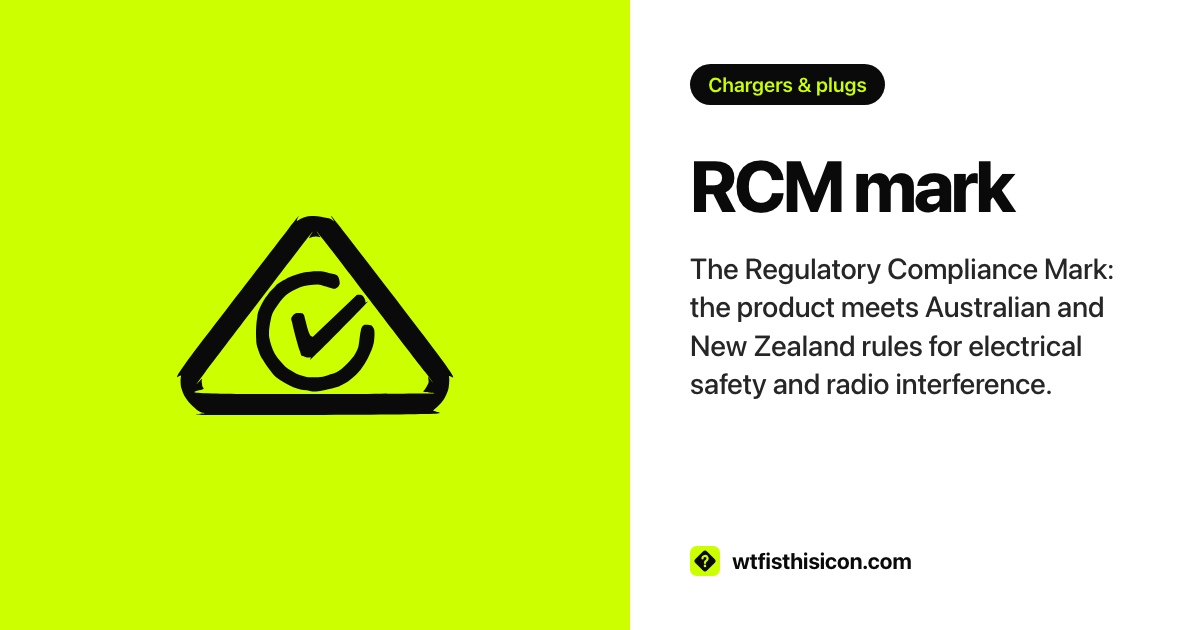 Chargers & plugs
RCM mark
The Regulatory Compliance Mark:
the product meets Australian and
New Zealand rules for electrical
safety and radio interference.
?
wtfisthisicon.com